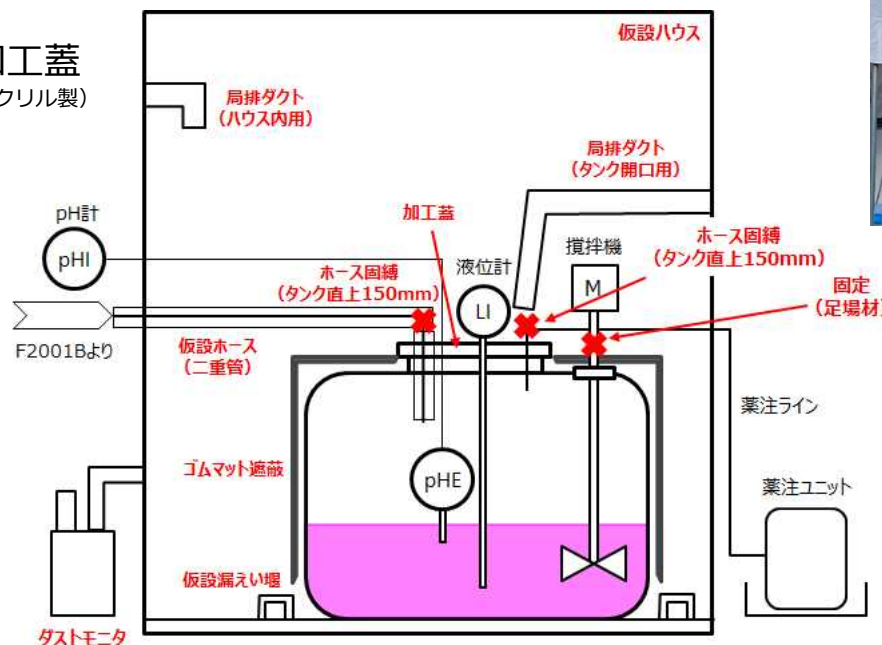 仮設ハウス
工蓋
クリル製）
局排ダクト
（ハウス内用）
局排ダクト
（タンク開口用）
pH計
加工蓋
ホース固縛
（タンク直上150mm）
撹拌機
液位計
pHI
ホース固縛
（タンク直上150mm）
LI
M
固定
（足場材）
F2001Bより
仮設ホース
（二重管）
薬注ライン
ゴムマット遮蔽
pHE
薬注ユニット
仮設漏えい堰
ダストモニタ